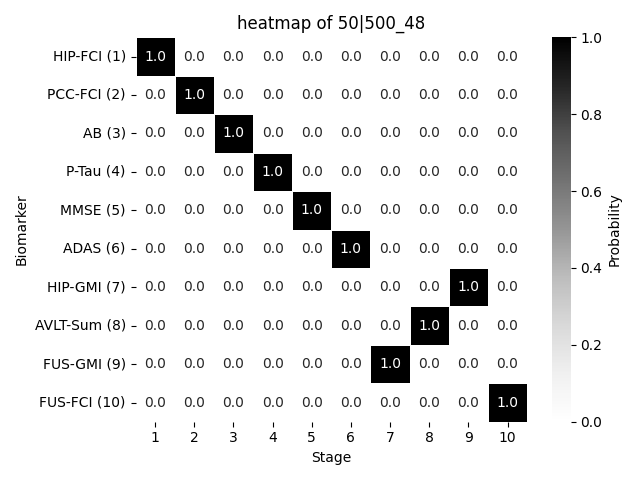 heatmap of 50|500_48
HIP-FCI (1) 1.0 0.0 0.0 0.0 0.0 0.0 0.0 0.0 0.0 0.0
PCC-FCI (2) 0.0 1.0 0.0 0.0 0.0 0.0 0.0 0.0 0.0 0.0
AB (3) 0.0 0.0 1.0 0.0 0.0 0.0 0.0 0.0 0.0 0.0
P-Tau (4) 0.0 0.0 0.0 1.0 0.0 0.0 0.0 0.0 0.0 0.0
MMSE (5) 0.0 0.0 0.0 0.0 1.0 0.0 0.0 0.0 0.0 0.0
ADAS (6) 0.0 0.0 0.0 0.0 0.0 1.0 0.0 0.0 0.0 0.0
HIP-GMI (7) 0.0 0.0 0.0 0.0 0.0 0.0 0.0 0.0 1.0 0.0
AVLT-Sum (8) 0.0 0.0 0.0 0.0 0.0 0.0 0.0 1.0 0.0 0.0
FUS-GMI (9) 0.0 0.0 0.0 0.0 0.0 0.0 1.0 0.0 0.0 0.0
FUS-FCI (10) 0.0 0.0 0.0 0.0 0.0 0.0 0.0 0.0 0.0 1.0
1 2 3 4 5 6 7 8 9 10
Stage
Biomarker
1.0
0.8
0.6
0.4
0.2
0.0
Probability